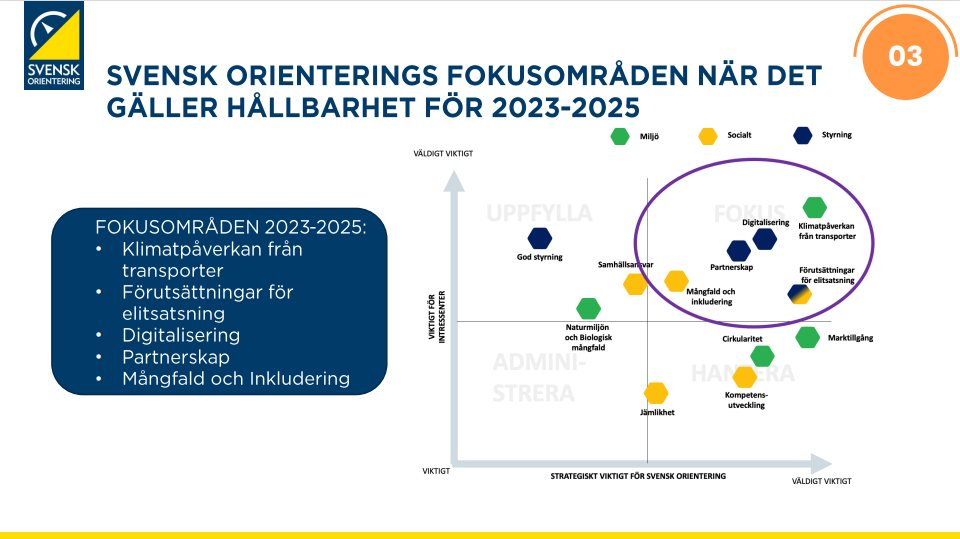 SVENSK
ORIENTERING
03
SVENSK ORIENTERINGS FOKUSOMRÅDEN NÄR DET
GÄLLER HÅLLBARHET FÖR 2023-2025
Miljö
Socialt
Styrning
FOKUSOMRÅDEN 2023-2025:
• Klimatpåverkan från
transporter
• Förutsättningar för
elitsatsning
• Digitalisering
• Partnerskap
• Mångfald och Inkludering
VÄLDIGT VIKTIGT
UPPFYLLA
FOKUS
God styrning
Digitalisering
Klimatpåverkan
från transporter
Partnerskap
Samhällsansvar
Förutsättningar
för elitsatsning
Mångfald och
inkludering
VIKTIGT FÖR
INTRESSENTER
Naturmiljön
och Biologisk
mångfald
Cirkularitet
Marktillgång
ADMINI-
STRERA
HANTERA
Kompetens-
utveckling
Jämlikhet
VIKTIGT
STRATEGISKT VIKTIGT FÖR SVENSK ORIENTERING
VÄLDIGT VIKTIGT